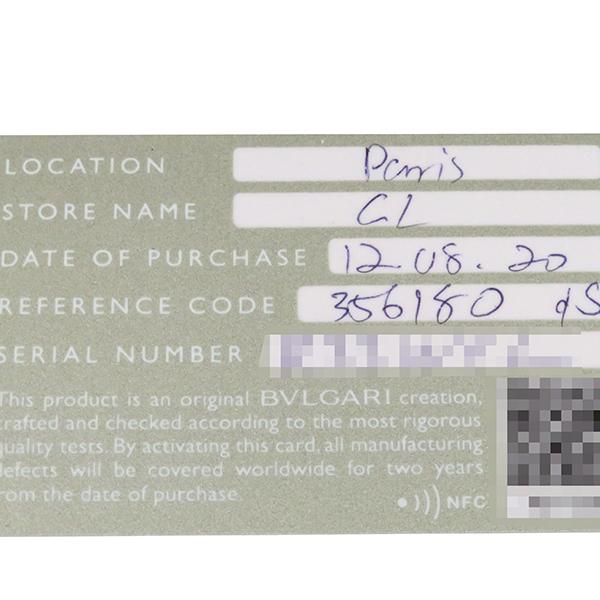 LOCATION Paris
STORE NAME GL
DATE OF PURCHASE 12.08.20
REFERENCE CODE 356180
SERIAL NUMBER
This product is an original BVLGARI creation,
crafted and checked according to the most rigorous
quality tests. By activating this card, all manufacturing
defects will be covered worldwide for two years
from the date of purchase.
NFC